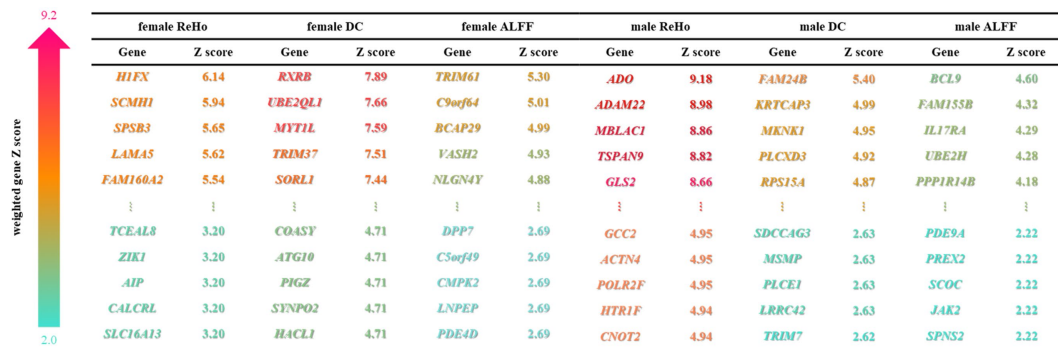 9.2
weighted gene Z score
2.0
female ReHo female DC female ALFF male ReHo male DC male ALFF
Gene Z score Gene Z score Gene Z score Gene Z score Gene Z score Gene Z score
H1FX 6.14 RXRB 7.89 TRIM61 5.30 ADO 9.18 FAM24B 5.40 BCL9 4.60
SCMH1 5.94 UBE2QL1 7.66 C9orf64 5.01 ADAM22 8.98 KRTCAP3 4.99 FAM155B 4.32
SPSB3 5.65 MYT1L 7.59 BCAP29 4.99 MBLAC1 8.86 MKNK1 4.95 IL17RA 4.29
LAMA5 5.62 TRIM37 7.51 VASH2 4.93 TSPAN9 8.82 PLCXD3 4.92 UBE2H 4.28
FAM160A2 5.54 SORL1 7.44 NLGN4Y 4.88 GLS2 8.66 RPS15A 4.87 PPP1R14B 4.18
TCEAL8 3.20 COASY 4.71 DPP7 2.69 GCC2 4.95 SDCCAG3 2.63 PDE9A 2.22
ZIK1 3.20 ATG10 4.71 C5orf49 2.69 ACTN4 4.95 MSMP 2.63 PREX2 2.22
AIP 3.20 PIGZ 4.71 CMPK2 2.69 POLR2F 4.95 PLCE1 2.63 SCOC 2.22
CALCRL 3.20 SYNPO2 4.71 LNPEP 2.69 HTR1F 4.94 LRRC42 2.63 JAK2 2.22
SLC16A13 3.20 HACL1 4.71 PDE4D 2.69 CNOT2 4.94 TRIM7 2.62 SPNS2 2.22